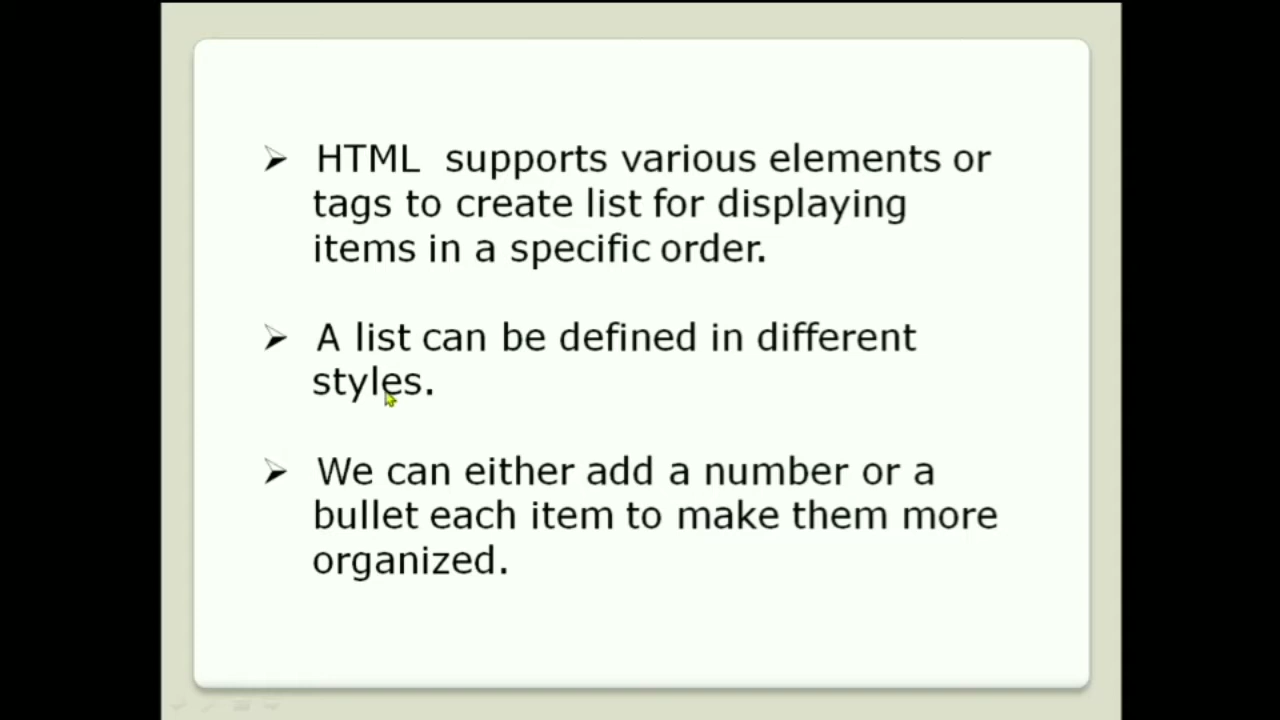 ➢ HTML  supports various elements or
tags to create list for displaying
items in a specific order.
➢ A list can be defined in different
styles.
➢ We can either add a number or a
bullet each item to make them more
organized.